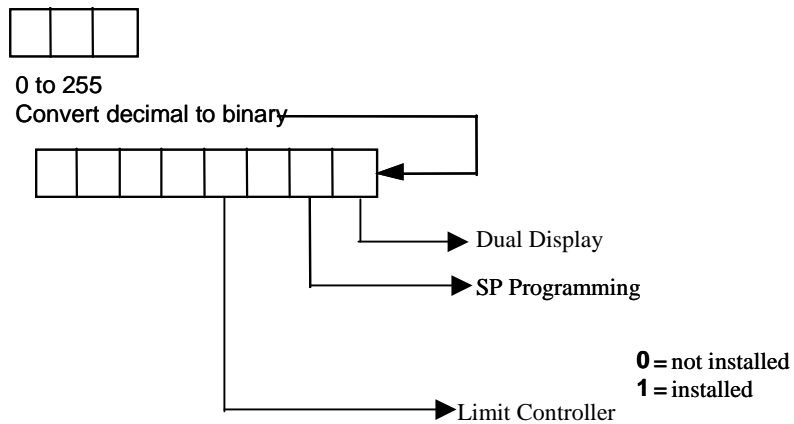 0 to 255
Convert decimal to binary
Dual Display
SP Programming
0 = not installed
1 = installed
Limit Controller